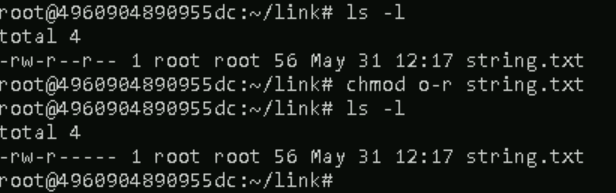 root@4960904890955dc:~/link# ls -l
total 4
-rw-r--r-- 1 root root 56 May 31 12:17 string.txt
root@4960904890955dc:~/link# chmod o-r string.txt
root@4960904890955dc:~/link# ls -l
total 4
-rw-r----- 1 root root 56 May 31 12:17 string.txt
root@4960904890955dc:~/link#